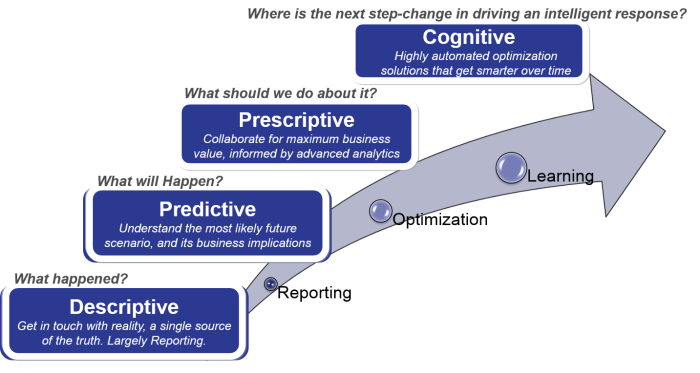 Where is the next step-change in driving an intelligent response?
Cognitive
Highly automated optimization
solutions that get smarter over time
What should we do about it?
Prescriptive
Collaborate for maximum business
value, informed by advanced analytics
Learning
What will Happen?
Predictive
Understand the most likely future
scenario, and its business implications
Optimization
What happened?
Descriptive
Get in touch with reality, a single source
of the truth. Largely Reporting.
Reporting